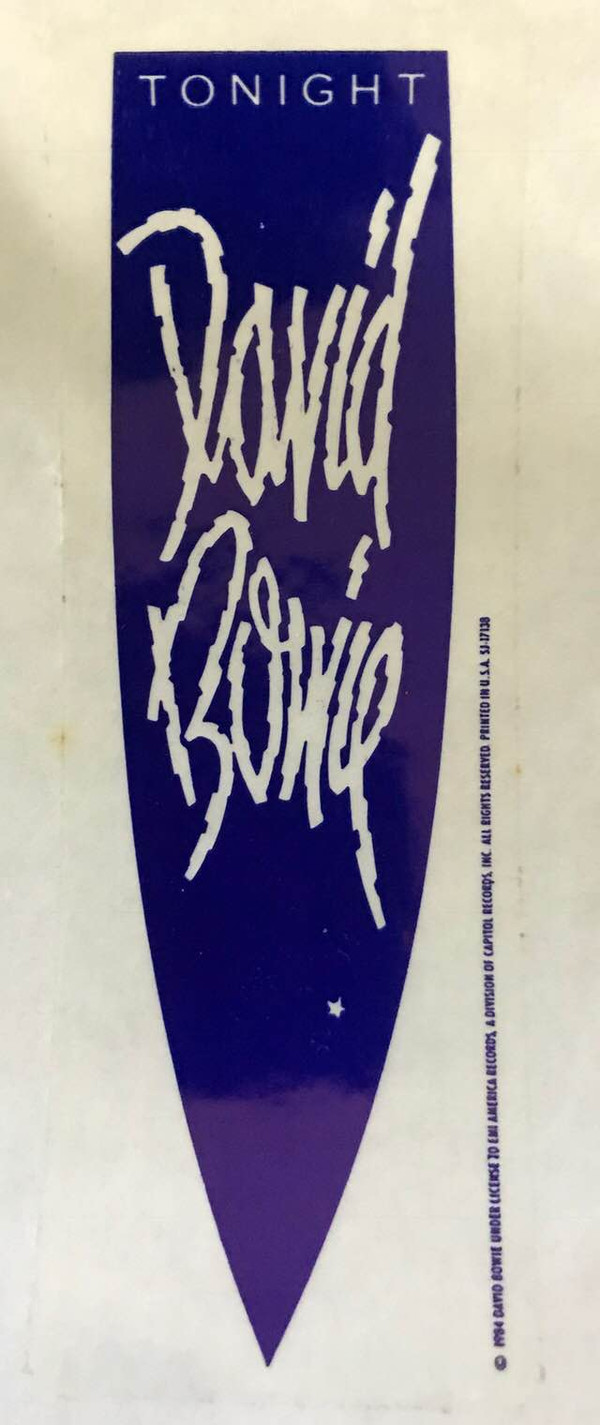 TONIGHT
David
Bowie
© 1984 DAVID BOWIE UNDER LICENSE TO EMI AMERICA RECORDS, A DIVISION OF CAPITOL RECORDS, INC. ALL RIGHTS RESERVED. PRINTED IN U.S.A. SJ-17138